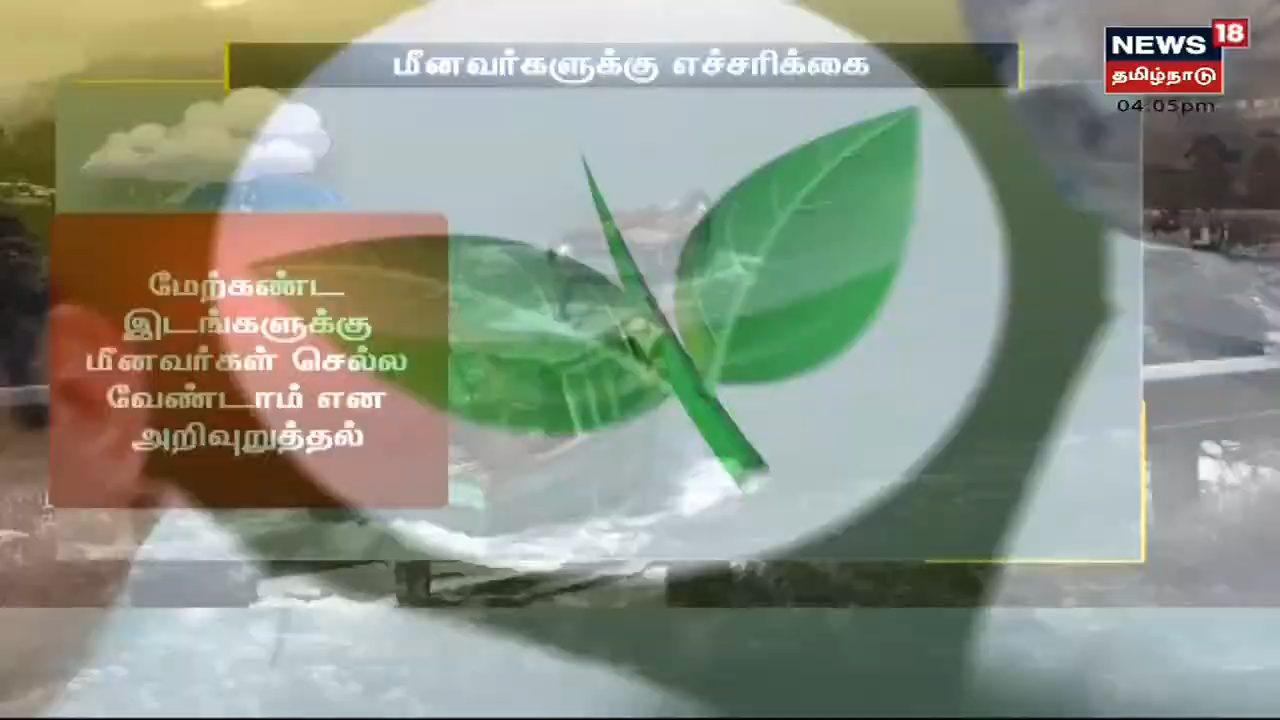 மீனவர்களுக்கு எச்சரிக்கை
NEWS 18
தமிழ்நாடு
04:05pm
மேற்கண்ட
இடங்களுக்கு
மீனவர்கள் செல்ல
வேண்டாம் என
அறிவுறுத்தல்